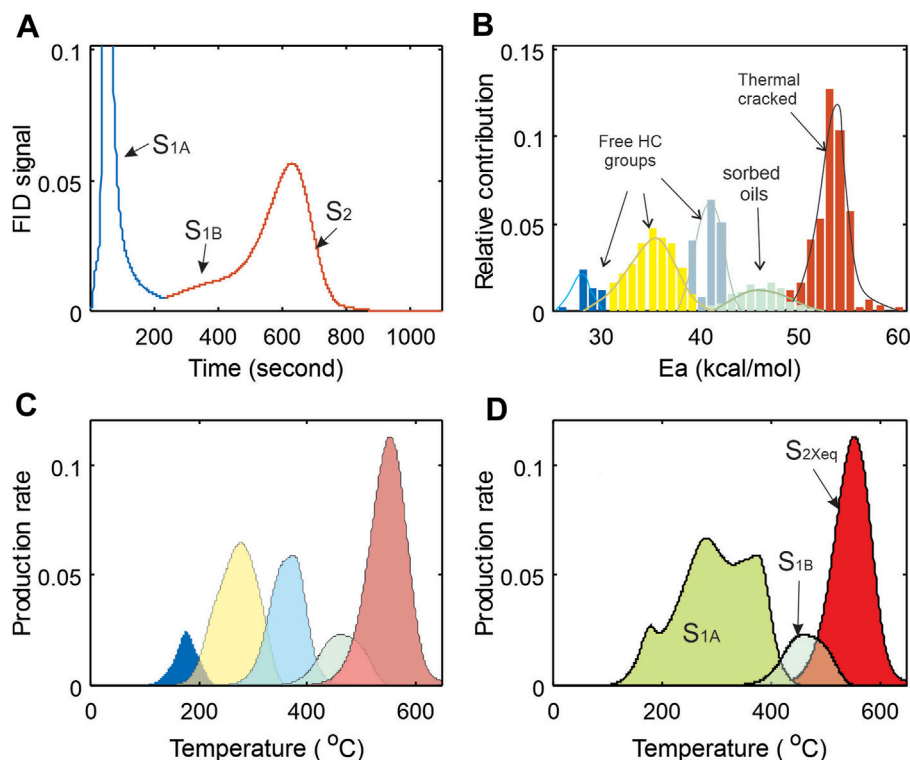 A
0.1
0.05
0
FID signal
S1A
S1B
S2
200 400 600 800 1000
Time (second)
B
0.15
0.10
0.05
0
Relative contribution
Thermal
cracked
Free HC
groups
sorbed
oils
30 40 50 60
Ea (kcal/mol)
C
0.1
0.05
0
Production rate
0 200 400 600
Temperature ( °C)
D
0.1
0.05
0
Production rate
S2Xeq
S1B
S1A
0 200 400 600
Temperature ( °C)